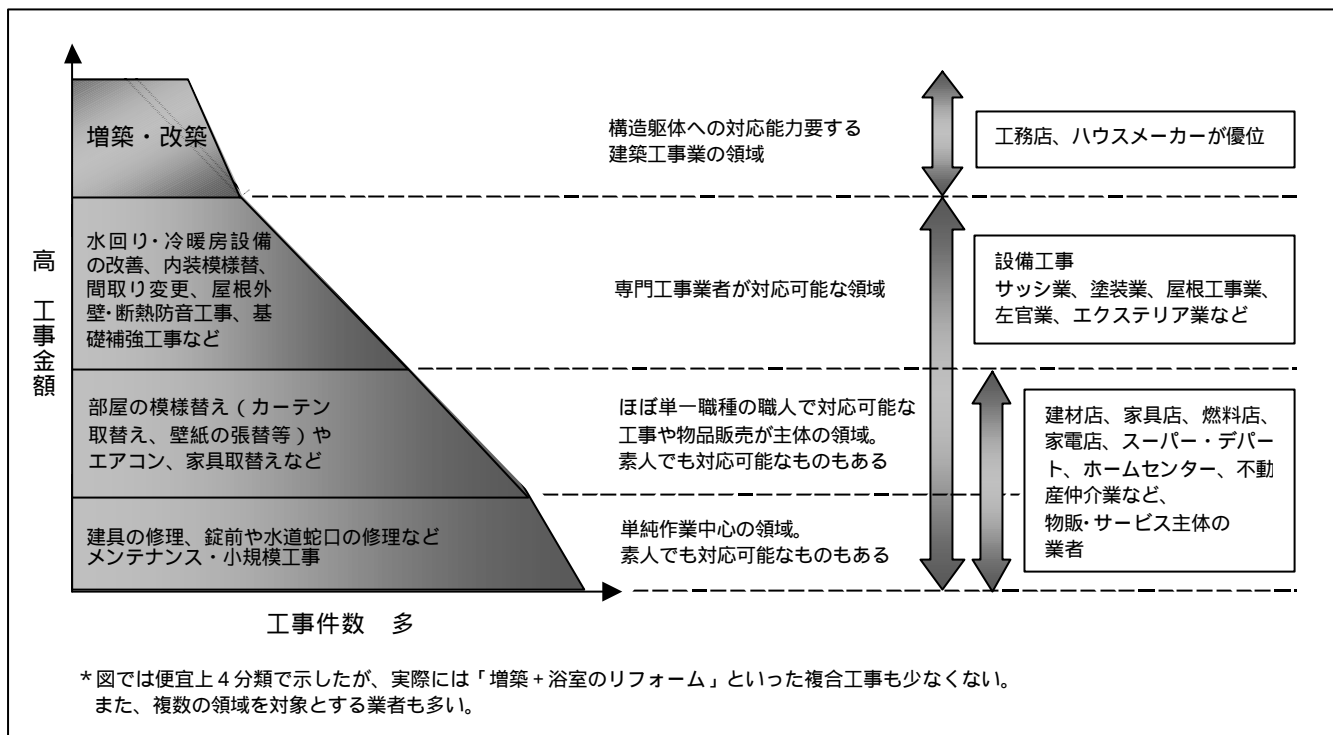 増築・改築
構造躯体への対応能力要する
建築工事業の領域
工務店、ハウスメーカーが優位
高 工事金額
水回り・冷暖房設備
の改善、内装模様替、
間取り変更、屋根外
壁・断熱防音工事、基
礎補強工事など
専門工事業者が対応可能な領域
設備工事
サッシ業、塗装業、屋根工事業、
左官業、エクステリア業など
部屋の模様替え(カーテン
取替え、壁紙の張替等)や
エアコン、家具取替えなど
ほぼ単一職種の職人で対応可能な
工事や物品販売が主体の領域。
素人でも対応可能なものもある
建材店、家具店、燃料店、
家電店、スーパー・デパー
ト、ホームセンター、不動
産仲介業など、
物販・サービス主体の
業者
建具の修理、錠前や水道蛇口の修理など
メンテナンス・小規模工事
単純作業中心の領域。
素人でも対応可能なものもある
工事件数 多
*図では便宜上4分類で示したが、実際には「増築+浴室のリフォーム」といった複合工事も少なくない。
また、複数の領域を対象とする業者も多い。